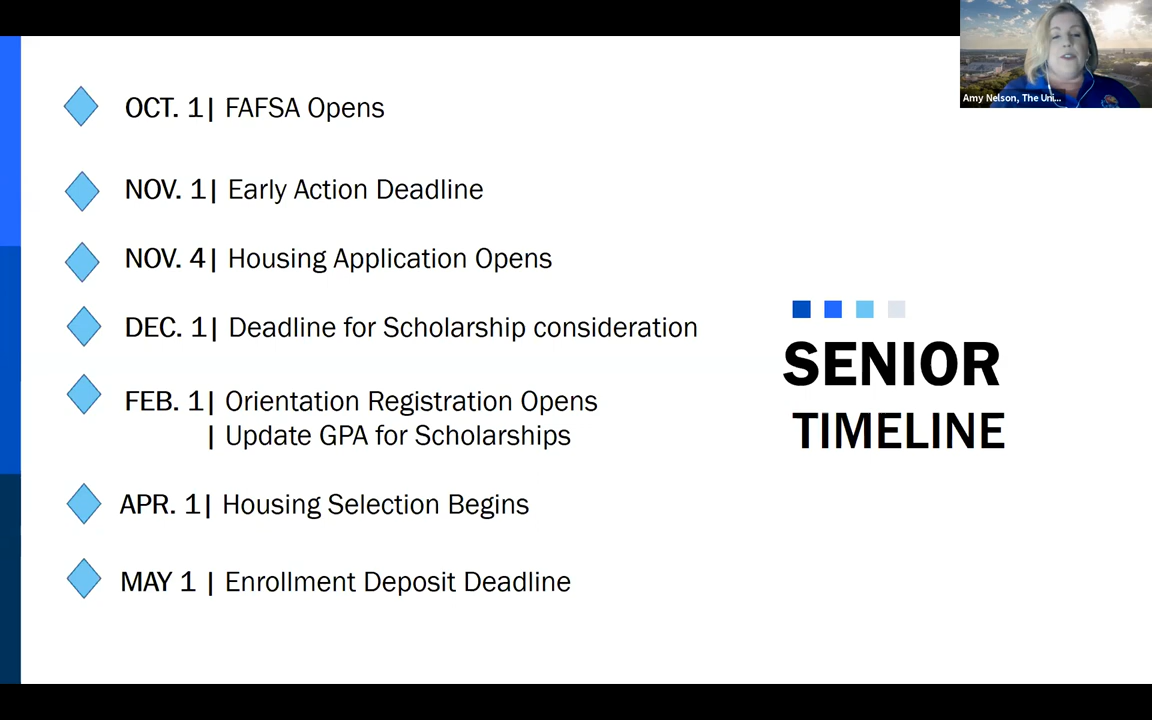 OCT. 1| FAFSA Opens
NOV. 1| Early Action Deadline
NOV. 4| Housing Application Opens
DEC. 1| Deadline for Scholarship consideration
FEB. 1| Orientation Registration Opens
| Update GPA for Scholarships
APR. 1| Housing Selection Begins
MAY 1 | Enrollment Deposit Deadline
SENIOR
TIMELINE
Amy Nelson, The Uni...